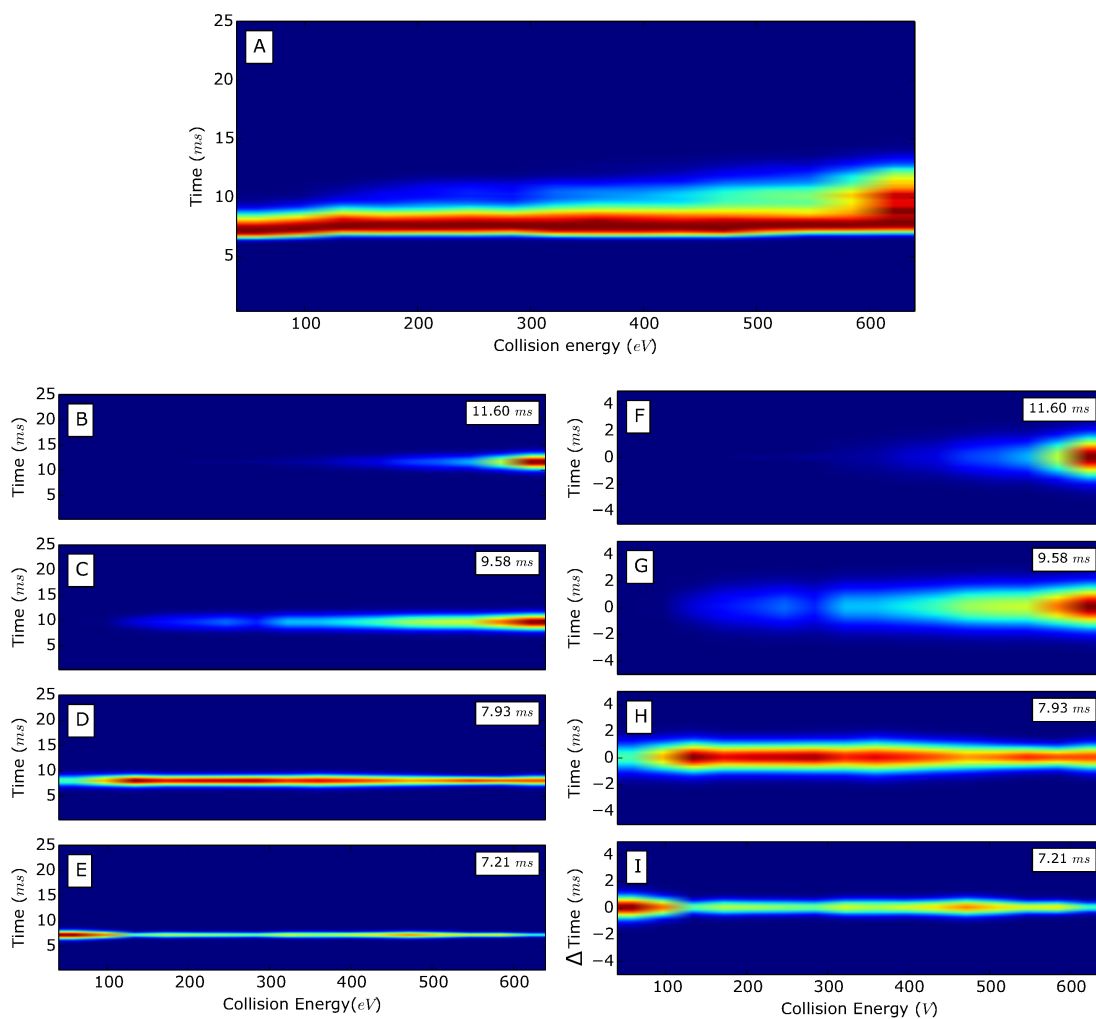 A
25
20
15
10
5
Time (ms)
100 200 300 400 500 600
Collision energy (eV)
B
11.60 ms
25
20
15
10
5
Time (ms)
C
9.58 ms
25
20
15
10
5
Time (ms)
D
7.93 ms
25
20
15
10
5
Time (ms)
E
7.21 ms
25
20
15
10
5
Time (ms)
100 200 300 400 500 600
Collision Energy(eV)
F
11.60 ms
4
2
0
−2
−4
Time (ms)
G
9.58 ms
4
2
0
−2
−4
Time (ms)
H
7.93 ms
4
2
0
−2
−4
Time (ms)
I
7.21 ms
4
2
0
−2
−4
Δ Time (ms)
100 200 300 400 500 600
Collision Energy (V)